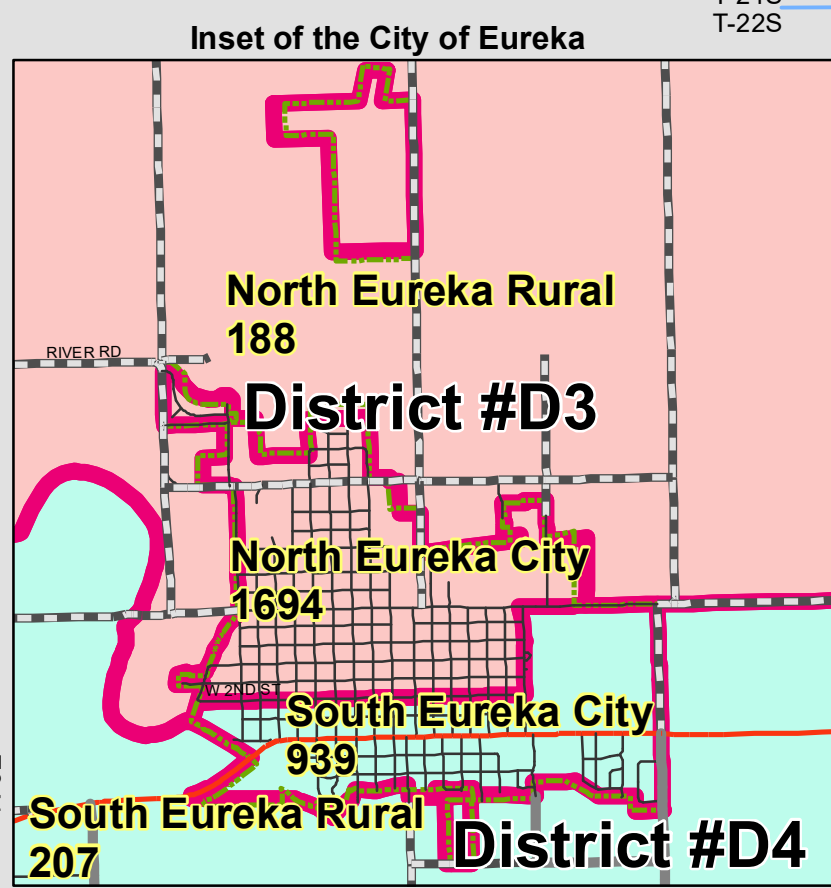 T-22S
Inset of the City of Eureka
North Eureka Rural
188
RIVER RD
District #D3
North Eureka City
1694
W 2ND ST
South Eureka City
939
South Eureka Rural
207
District #D4